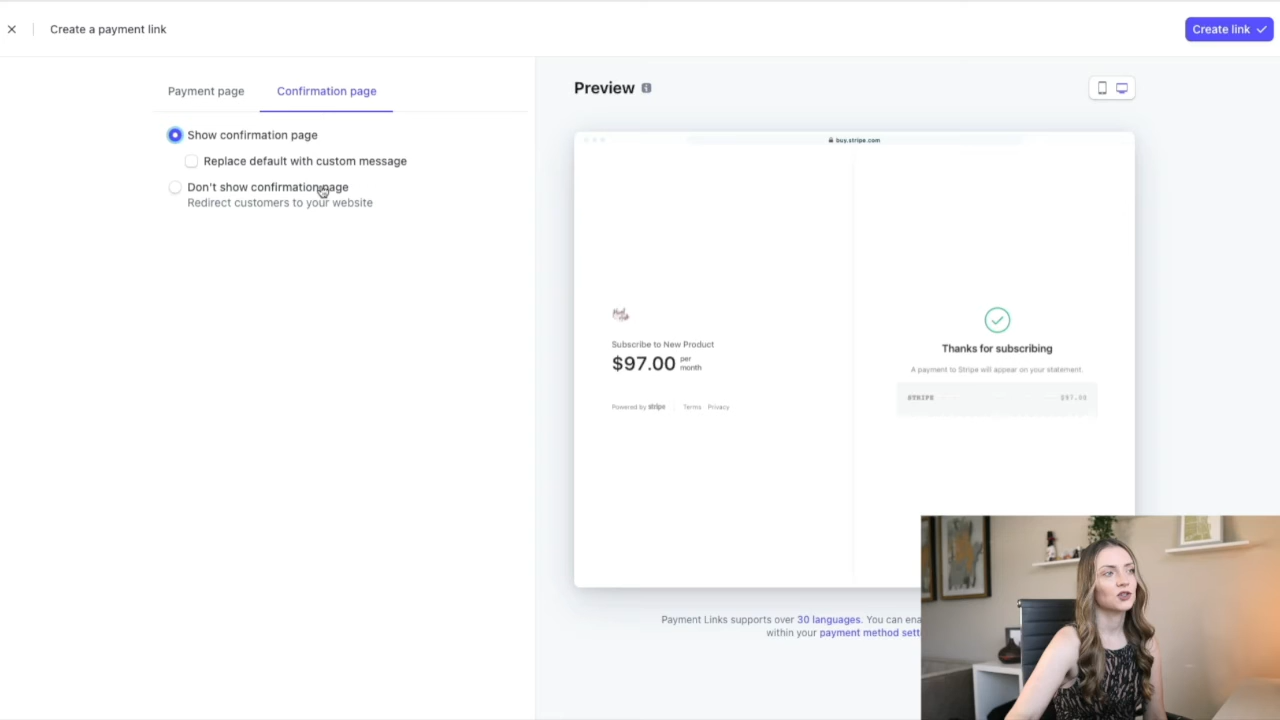 Create a payment link
Create link
Payment page
Confirmation page
Show confirmation page
Replace default with custom message
Don't show confirmation page
Redirect customers to your website
Preview
buy.stripe.com
Subscribe to New Product
$97.00 per month
Powered by stripe
Terms Privacy
Thanks for subscribing
A payment to Stripe will appear on your statement.
STRIPE $97.00
Payment Links supports over 30 languages. You can ena
within your payment method setti